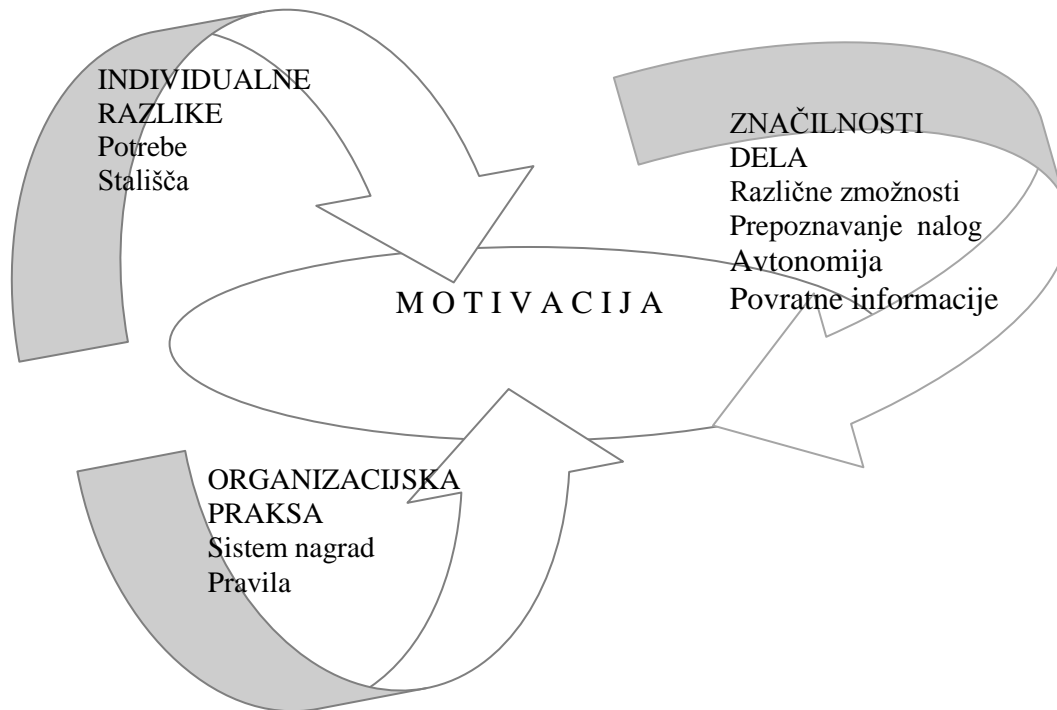 INDIVIDUALNE
RAZLIKE
Potrebe
Stališča
ZNAČILNOSTI
DELA
Različne zmožnosti
Prepoznavanje nalog
Avtonomija
Povratne informacije
M O T I V A C I J A
ORGANIZACIJSKA
PRAKSA
Sistem nagrad
Pravila